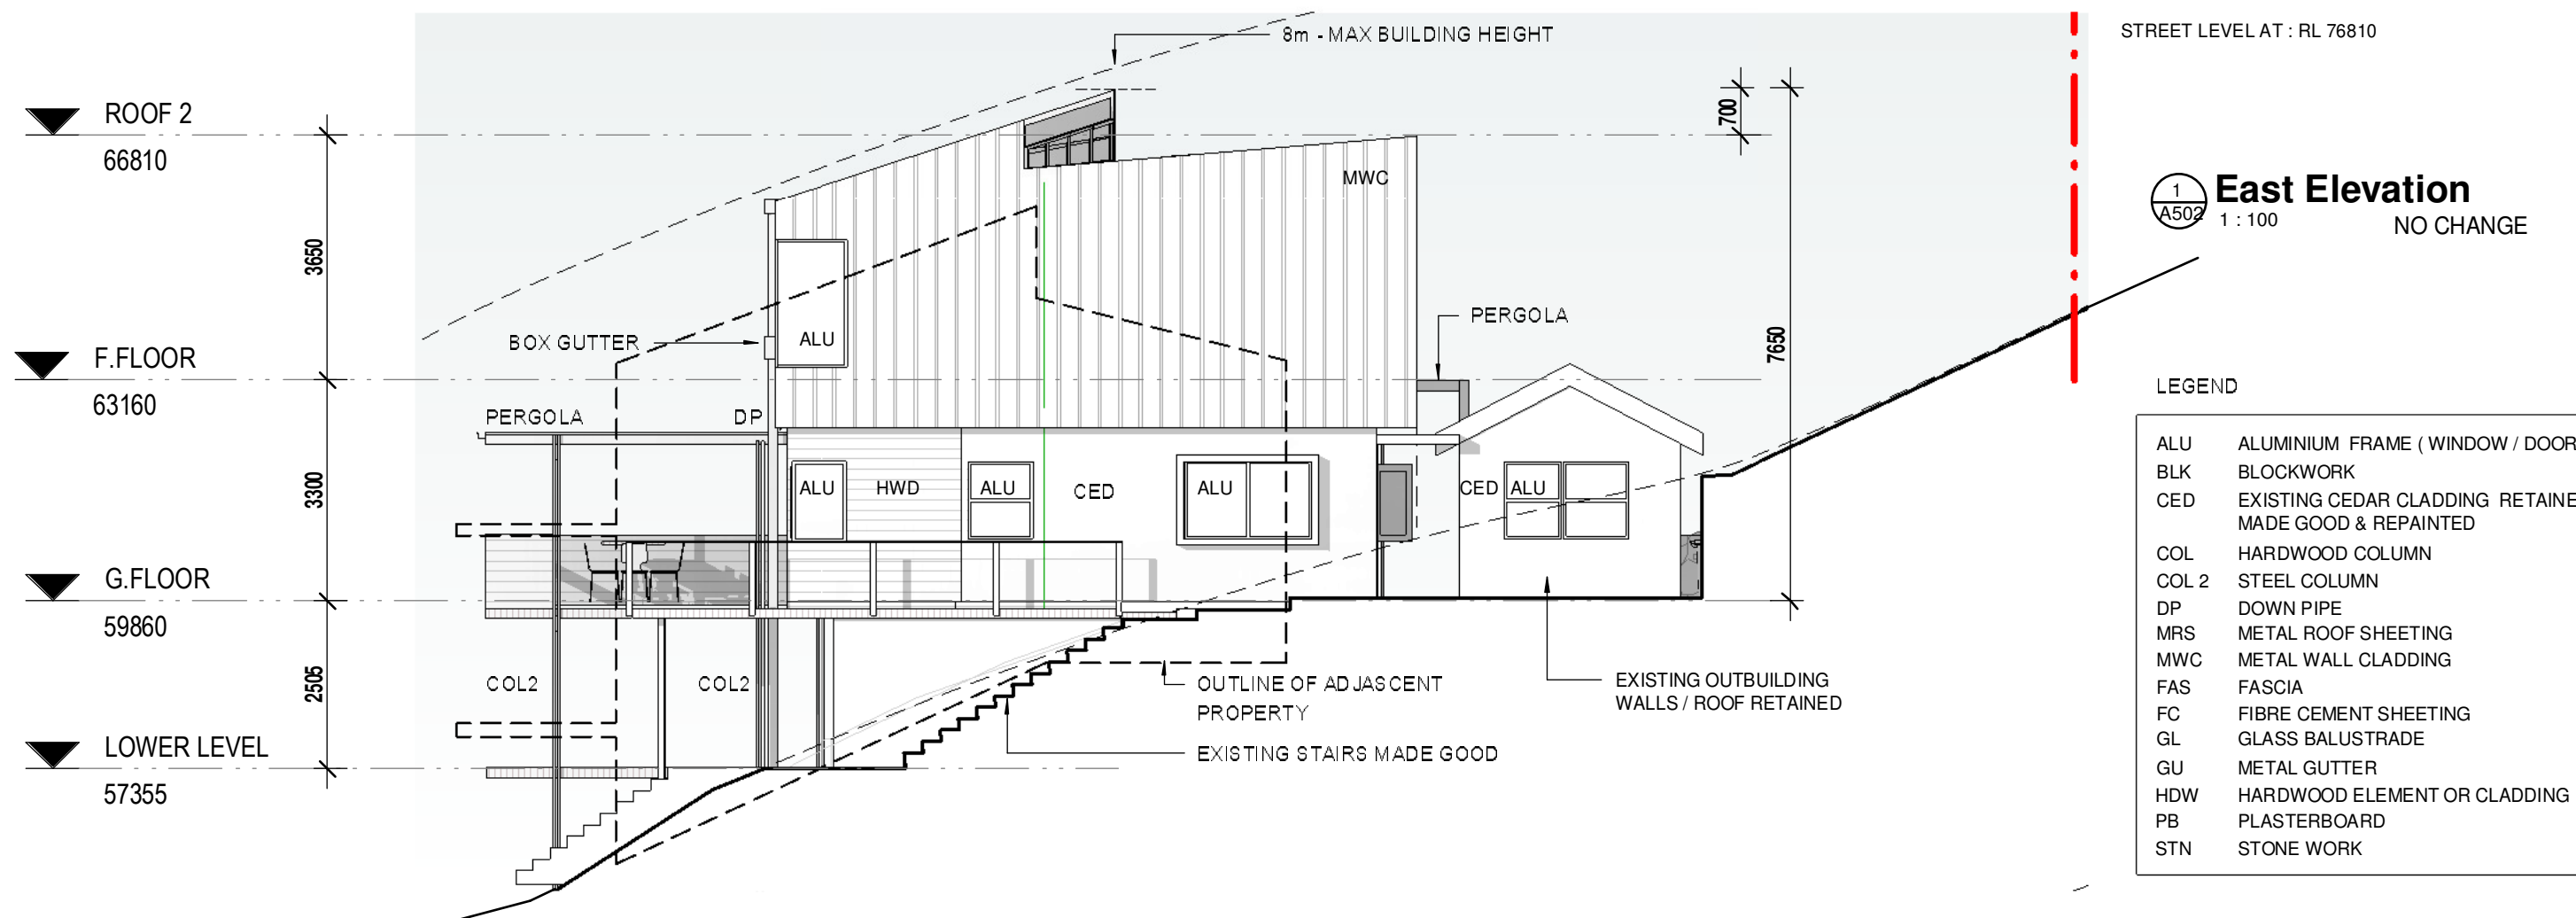 8m - MAX BUILDING HEIGHT
STREET LEVEL AT : RL 76810
ROOF 2
66810
700
MWC
1
A502
East Elevation
1 : 100
NO CHANGE
3650
BOX GUTTER
ALU
PERGOLA
7650
F.FLOOR
63160
PERGOLA
DP
LEGEND
3300
ALU
HWD
ALU
CED
ALU
CED
ALU
G.FLOOR
59860
2505
COL2
COL2
OUTLINE OF ADJASCENT
PROPERTY
EXISTING OUTBUILDING
WALLS / ROOF RETAINED
EXISTING STAIRS MADE GOOD
LOWER LEVEL
57355
ALU ALUMINIUM FRAME ( WINDOW / DOOR
BLK BLOCKWORK
CED EXISTING CEDAR CLADDING RETAINE
MADE GOOD & REPAINTED
COL HARDWOOD COLUMN
COL 2 STEEL COLUMN
DP DOWN PIPE
MRS METAL ROOF SHEETING
MWC METAL WALL CLADDING
FAS FASCIA
FC FIBRE CEMENT SHEETING
GL GLASS BALUSTRADE
GU METAL GUTTER
HDW HARDWOOD ELEMENT OR CLADDING
PB PLASTERBOARD
STN STONE WORK